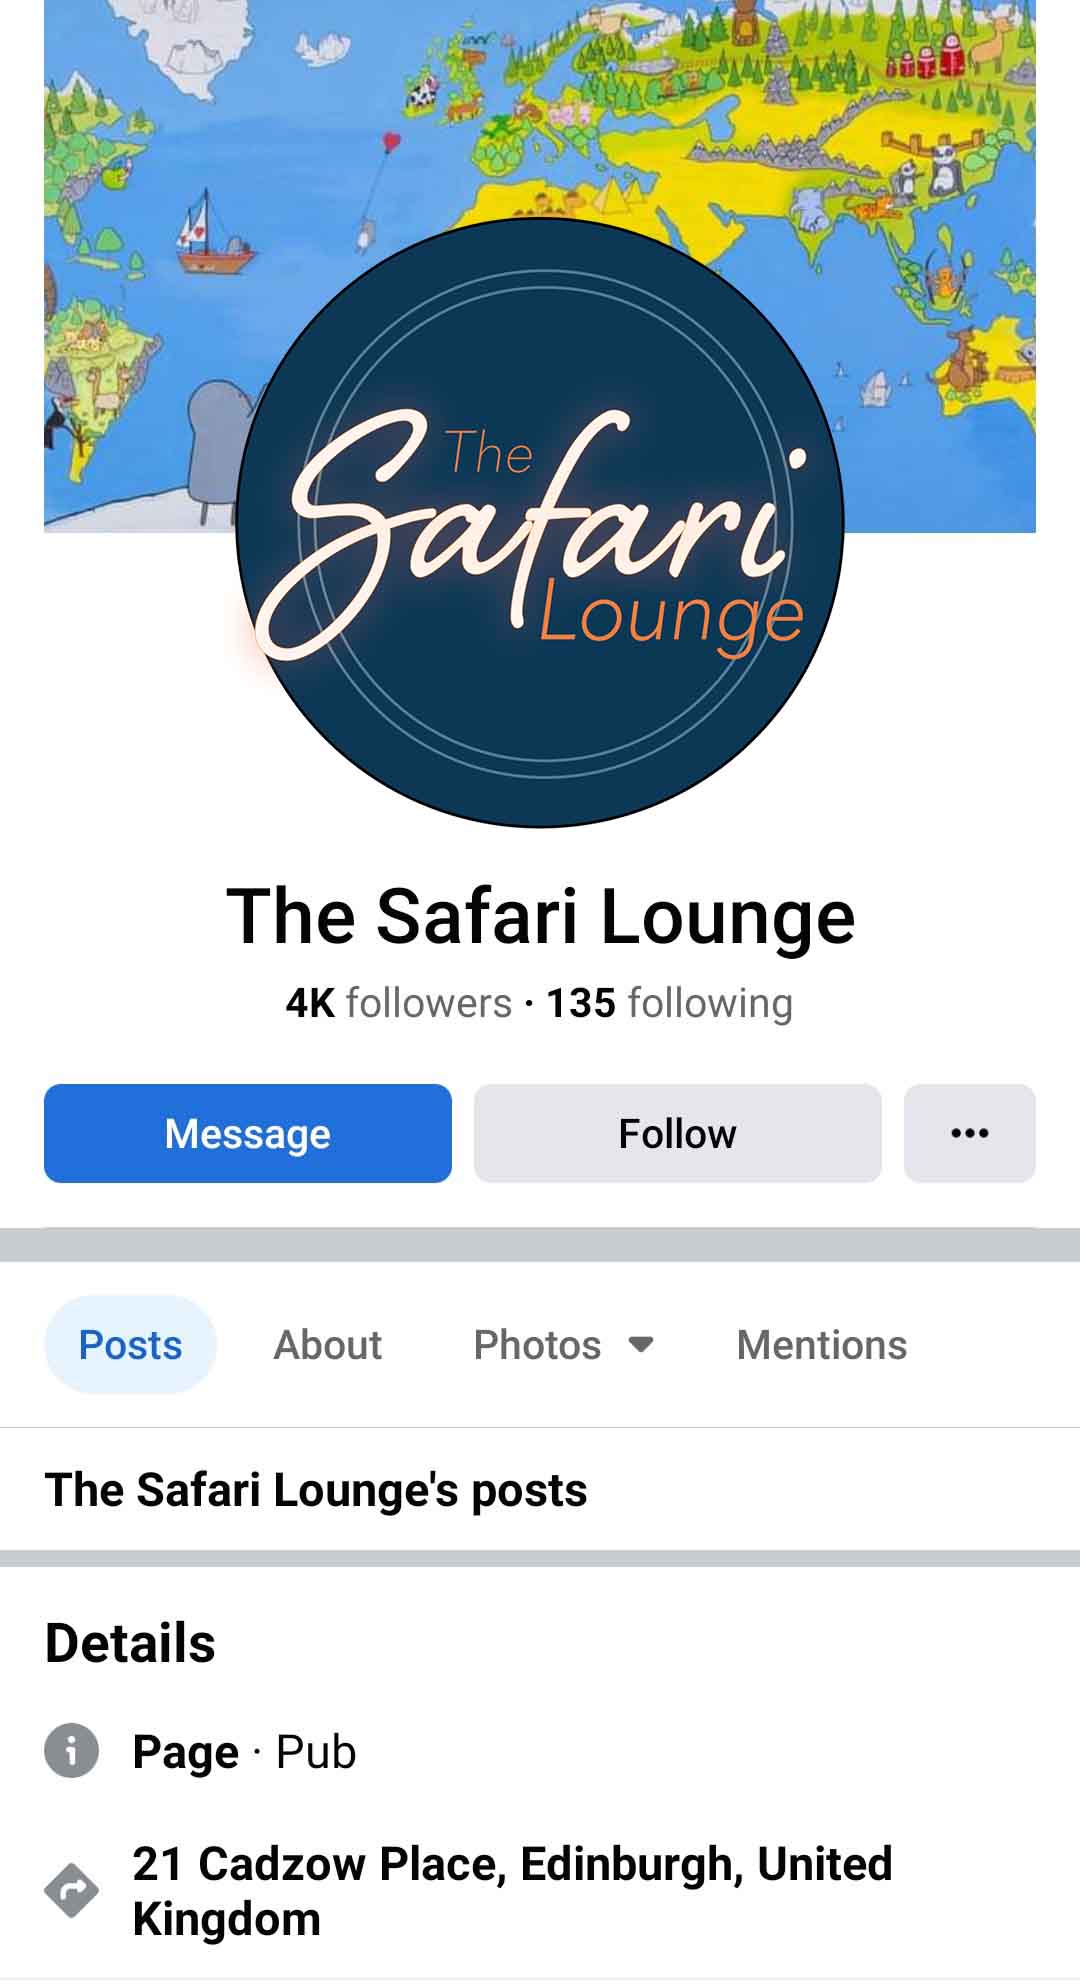 The
Safari
Lounge
The Safari Lounge
4K followers · 135 following
Message
Follow
Posts
About
Photos
Mentions
The Safari Lounge's posts
Details
Page · Pub
21 Cadzow Place, Edinburgh, United
Kingdom